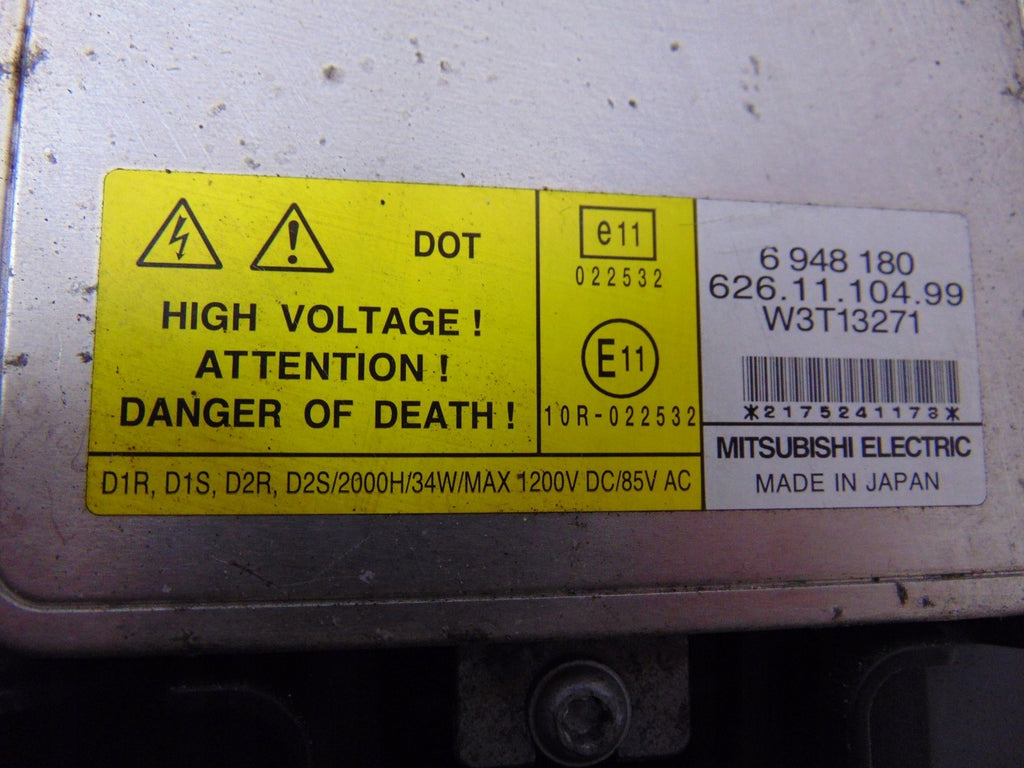 DOT
HIGH VOLTAGE !
ATTENTION !
DANGER OF DEATH !
D1R, D1S, D2R, D2S/2000H/34W/MAX 1200V DC/85V AC
e11
022532
E11
10R-022532
6 948 180
626.11.104.99
W3T13271
*2175241173*
MITSUBISHI ELECTRIC
MADE IN JAPAN